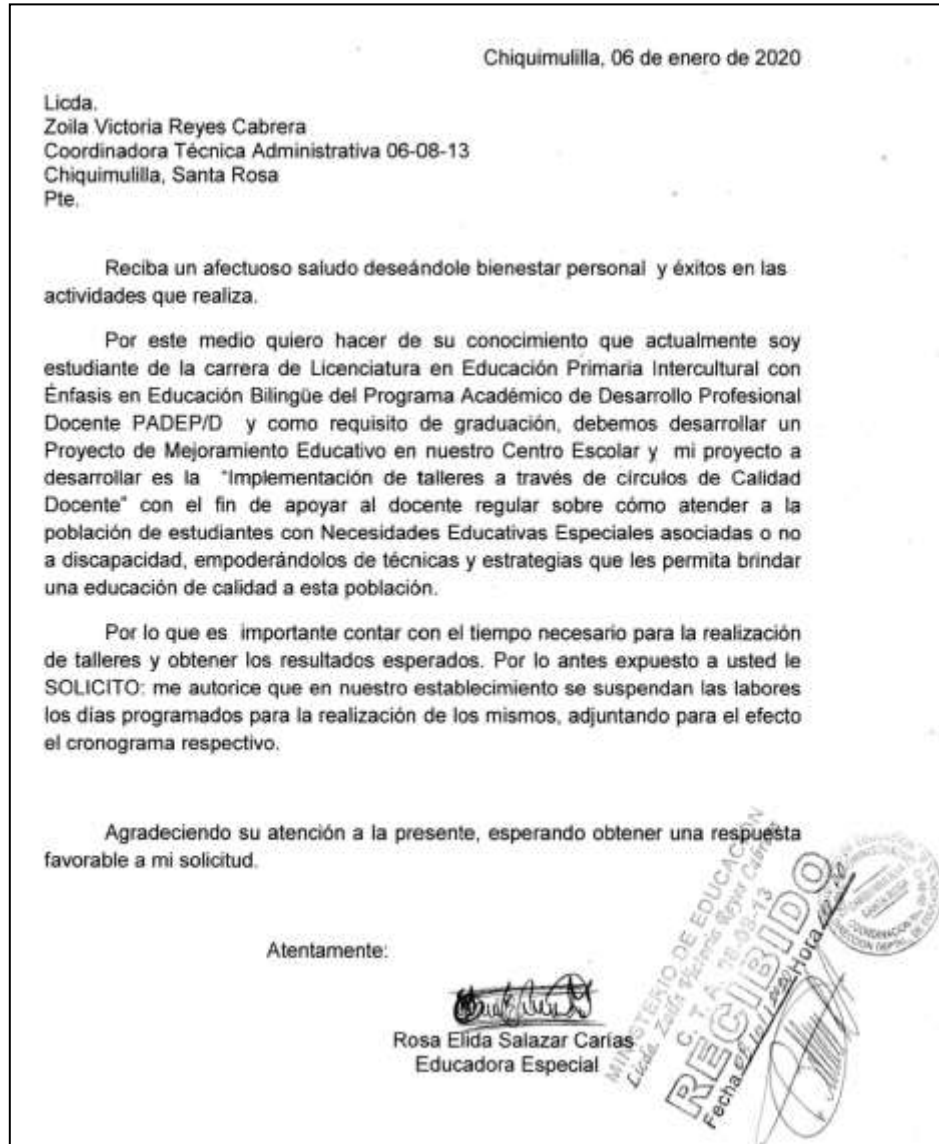 Chiquimulilla, 06 de enero de 2020
Licda.
Zoila Victoria Reyes Cabrera
Coordinadora Técnica Administrativa 06-08-13
Chiquimulilla, Santa Rosa
Pte.
Reciba un afectuoso saludo deseándole bienestar personal y éxitos en las
actividades que realiza.
Por este medio quiero hacer de su conocimiento que actualmente soy
estudiante de la carrera de Licenciatura en Educación Primaria Intercultural con
Énfasis en Educación Bilingüe del Programa Académico de Desarrollo Profesional
Docente PADEP/D y como requisito de graduación, debemos desarrollar un
Proyecto de Mejoramiento Educativo en nuestro Centro Escolar y mi proyecto a
desarrollar es la "Implementación de talleres a través de círculos de Calidad
Docente" con el fin de apoyar al docente regular sobre cómo atender a la
población de estudiantes con Necesidades Educativas Especiales asociadas o no
a discapacidad, empoderándolos de técnicas y estrategias que les permita brindar
una educación de calidad a esta población.
Por lo que es importante contar con el tiempo necesario para la realización
de talleres y obtener los resultados esperados. Por lo antes expuesto a usted le
SOLICITO: me autorice que en nuestro establecimiento se suspendan las labores
los días programados para la realización de los mismos, adjuntando para el efecto
el cronograma respectivo.
Agradeciendo su atención a la presente, esperando obtener una respuesta
favorable a mi solicitud.
Atentamente:
Rosa Elida Salazar Carías
Educadora Especial
MINISTERIO DE EDUCACIÓN
Licda. Zoila Victoria Reyes Cabrera
C. T. A.
RECIBIDO
Fecha Hora
CHIQUIMULILLA
SANTA ROSA